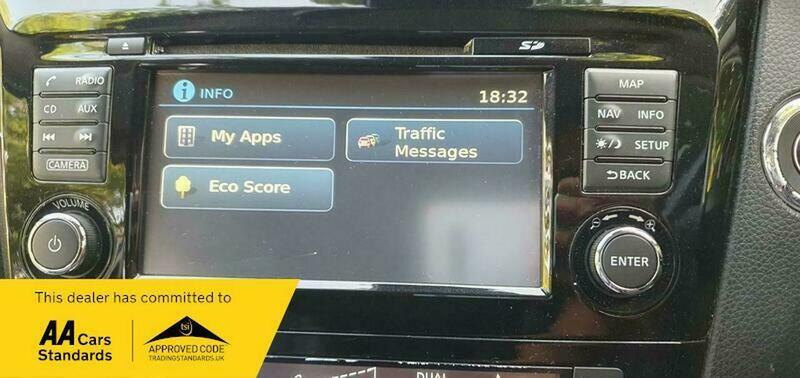 SD
RADIO
CD AUX
CAMERA
VOLUME
i INFO
18:32
My Apps
Traffic
Messages
Eco Score
MAP
NAV INFO
SETUP
BACK
ENTER
DUAL
This dealer has committed to
AA Cars
Standards
tsi
APPROVED CODE
TRADINGSTANDARDS.UK